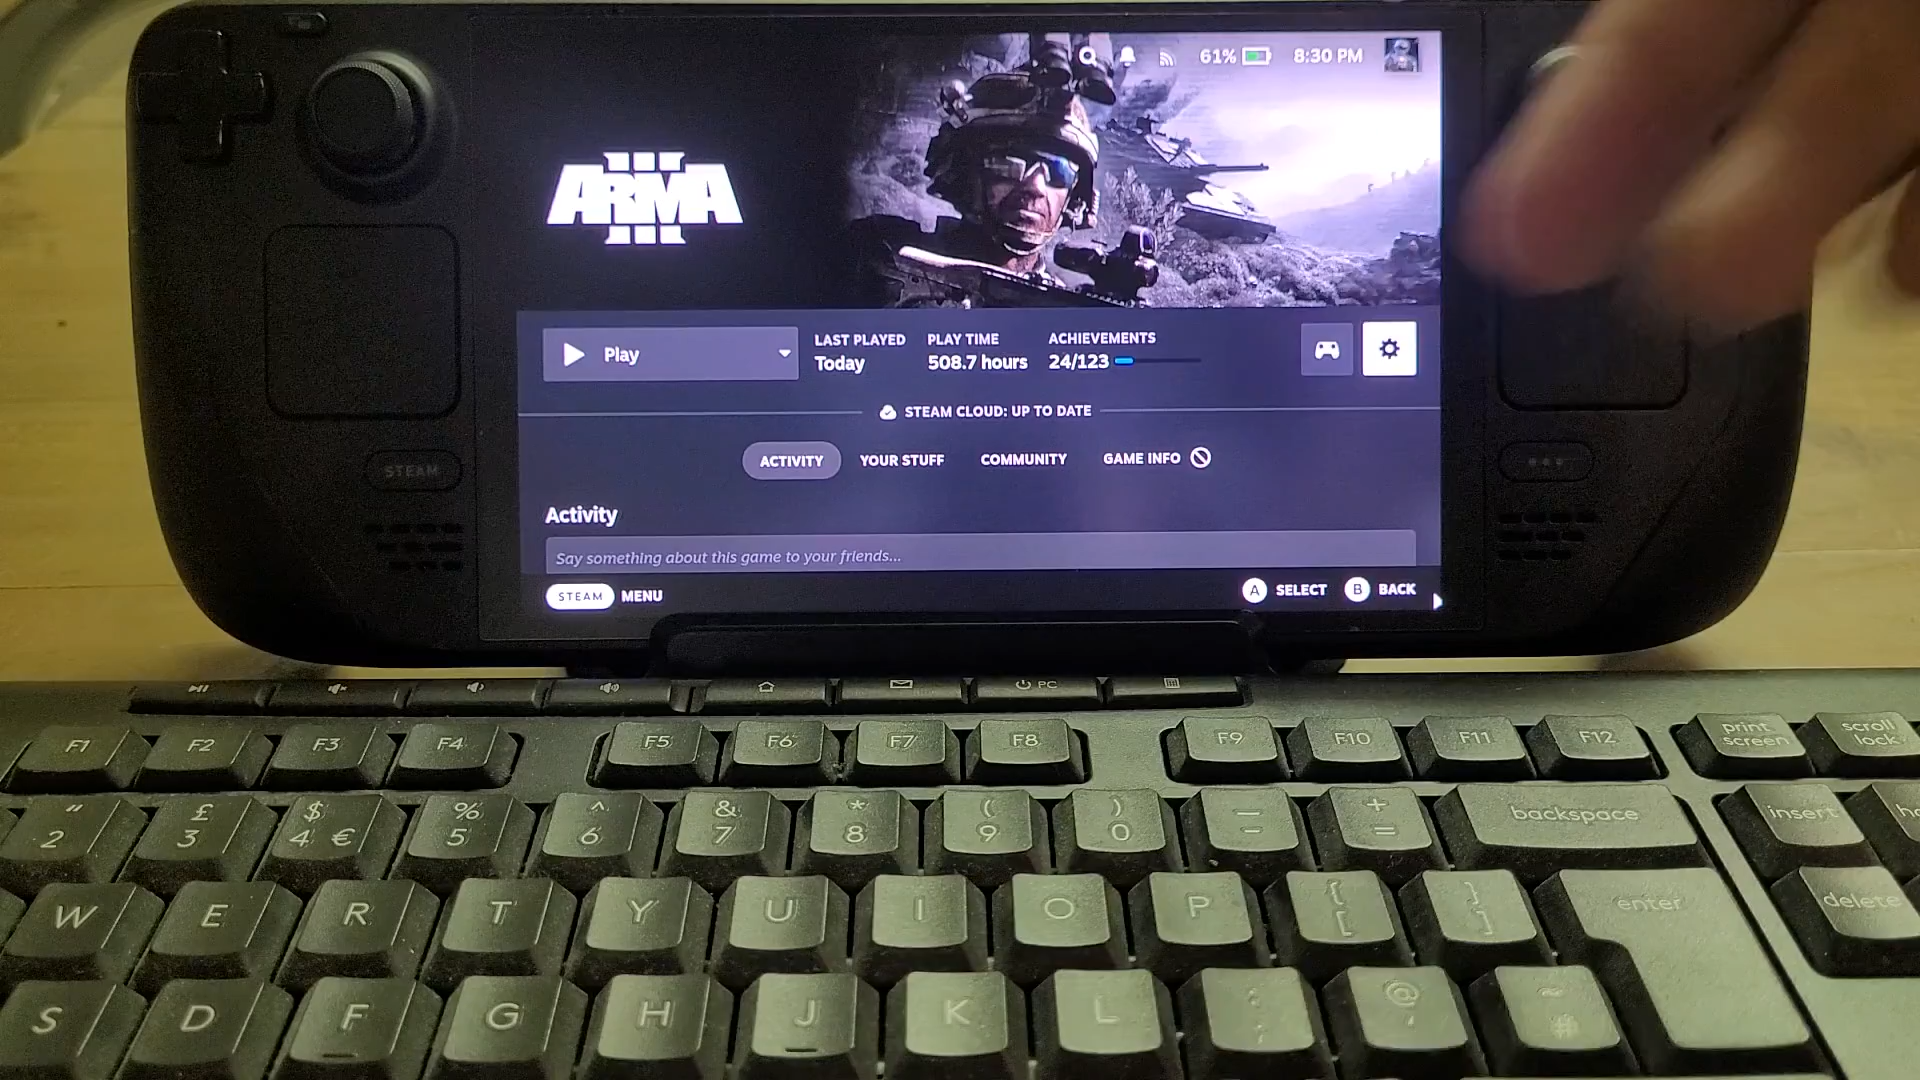 61% 8:30 PM
ARMA
III
Play
LAST PLAYED
Today
PLAY TIME
508.7 hours
ACHIEVEMENTS
24/123
STEAM CLOUD: UP TO DATE
ACTIVITY YOUR STUFF COMMUNITY GAME INFO
STEAM
Activity
Say something about this game to your friends...
STEAM MENU
A SELECT B BACK
PC
F1 F2 F3 F4 F5 F6 F7 F8 F9 F10 F11 F12 print screen scroll lock
" 2 £ 3 $ 4 € % 5 ^ 6 & 7 * 8 ( 9 ) 0 _ - + = backspace insert
W E R T Y U I O P { [ } ] enter delete
S D F G H J K L : ; @ ' ~ #